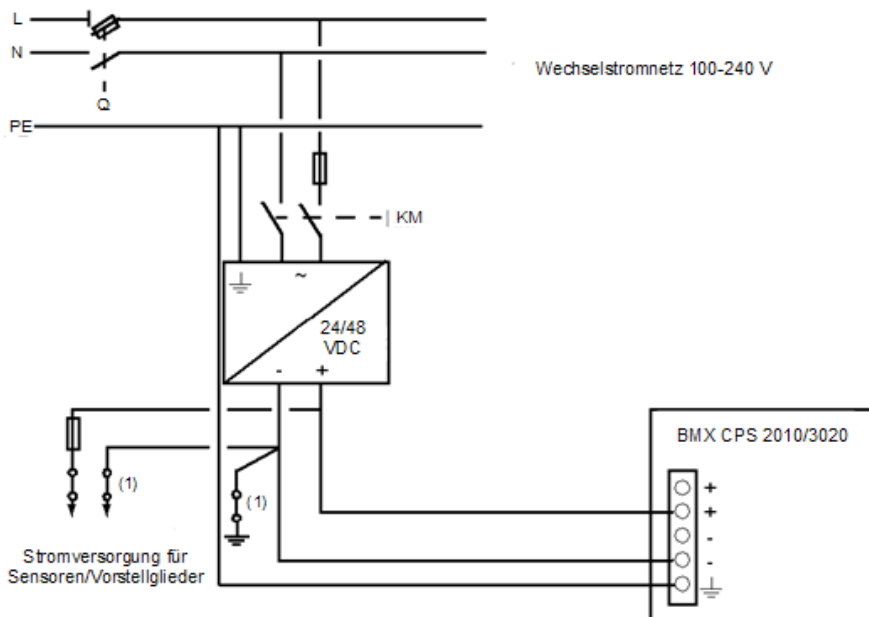 L
N
Wechselstromnetz 100-240 V
Q
PE
KM
~
24/48
VDC
- +
BMX CPS 2010/3020
+
+
-
-
(1)
(1)
Stromversorgung für
Sensoren/Vorstellglieder